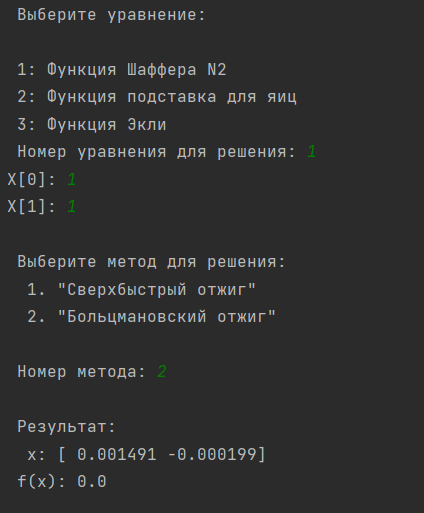 Выберите уравнение:
1: Функция Шаффера N2
2: Функция подставка для яиц
3: Функция Экли
Номер уравнения для решения: 1
X[0]: 1
X[1]: 1
Выберите метод для решения:
1. "Сверхбыстрый отжиг"
2. "Больцмановский отжиг"
Номер метода: 2
Результат:
x: [ 0.001491 -0.000199]
f(x): 0.0